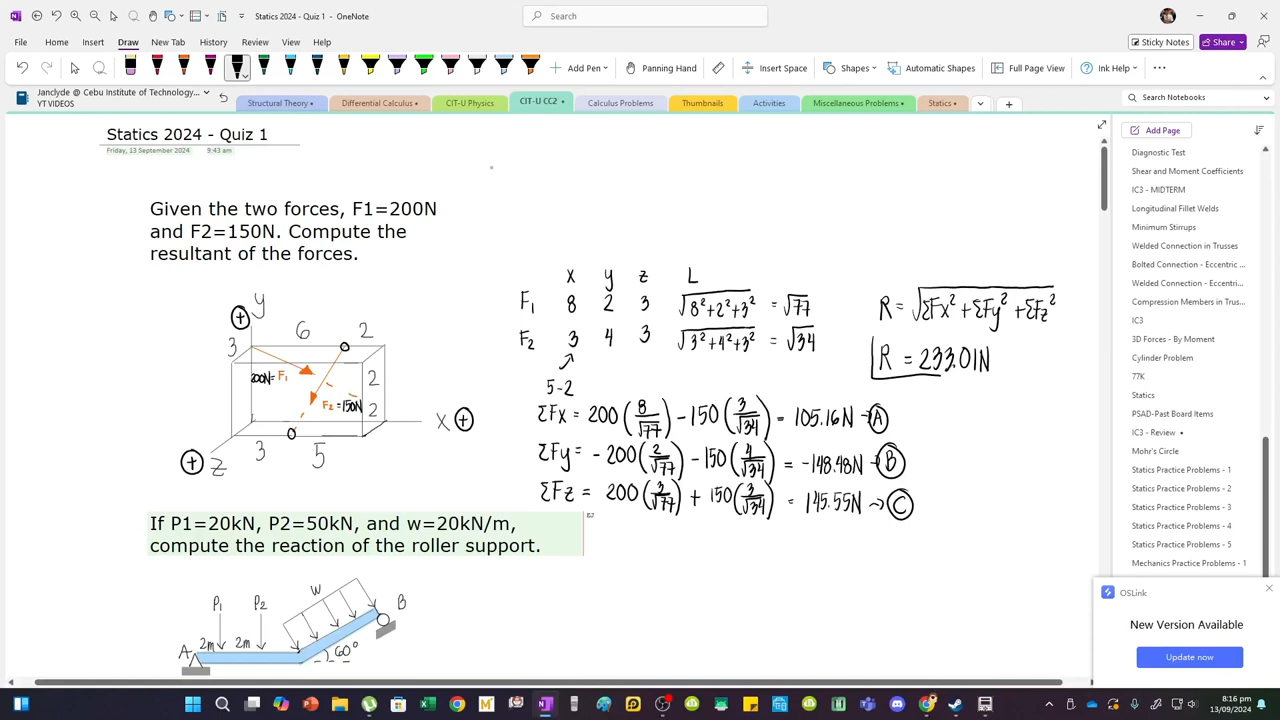 Statics 2024 - Quiz 1 - OneNote
Search
File Home Insert Draw New Tab History Review View Help
Sticky Notes
Share
Add Pen
Panning Hand
Insert Space
Shapes
Automatic Shapes
Full Page View
Ink Help
Janclyde @ Cebu Institute of Technology...
YT VIDEOS
Structural Theory
Differential Calculus
CIT-U Physics
CIT-U CC2
Calculus Problems
Thumbnails
Activities
Miscellaneous Problems
Statics
Search Notebooks
Statics 2024 - Quiz 1
Friday, 13 September 2024 9:43 am
Given the two forces, F1=200N
and F2=150N. Compute the
resultant of the forces.
y
+
6
2
3
200N= F1
2
F2 =150N
2
X +
+ Z
3
5
x y z L
F1 8 2 3 √8²+2²+3² = √77
F2 3 4 3 √3²+4²+3² = √34
5-2
R = √ΣFx²+ΣFy²+ΣFz²
R = 233.01N
ΣFx = 200(8/√77) - 150(3/√34) = 105.16N → A
ΣFy = - 200(2/√77) - 150(4/√34) = -148.48N → B
ΣFz = 200(3/√77) + 150(3/√34) = 145.55N → C
If P1=20kN, P2=50kN, and w=20kN/m,
compute the reaction of the roller support.
W
P1
P2
B
A
2m
2m
60°
Add Page
Diagnostic Test
Shear and Moment Coefficients
IC3 - MIDTERM
Longitudinal Fillet Welds
Minimum Stirrups
Welded Connection in Trusses
Bolted Connection - Eccentric ...
Welded Connection - Eccentric ...
Compression Members in Trus...
IC3
3D Forces - By Moment
Cylinder Problem
77K
Statics
PSAD-Past Board Items
IC3 - Review
Mohr's Circle
Statics Practice Problems - 1
Statics Practice Problems - 2
Statics Practice Problems - 3
Statics Practice Problems - 4
Statics Practice Problems - 5
Mechanics Practice Problems - 1
OSLink
New Version Available
Update now
8:16 pm
13/09/2024